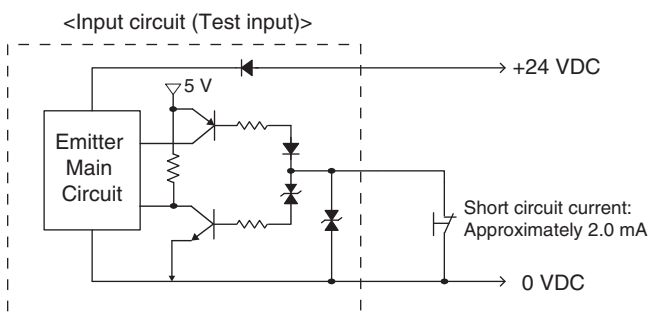 <Input circuit (Test input)>
+24 VDC
5 V
Emitter
Main
Circuit
Short circuit current:
Approximately 2.0 mA
0 VDC